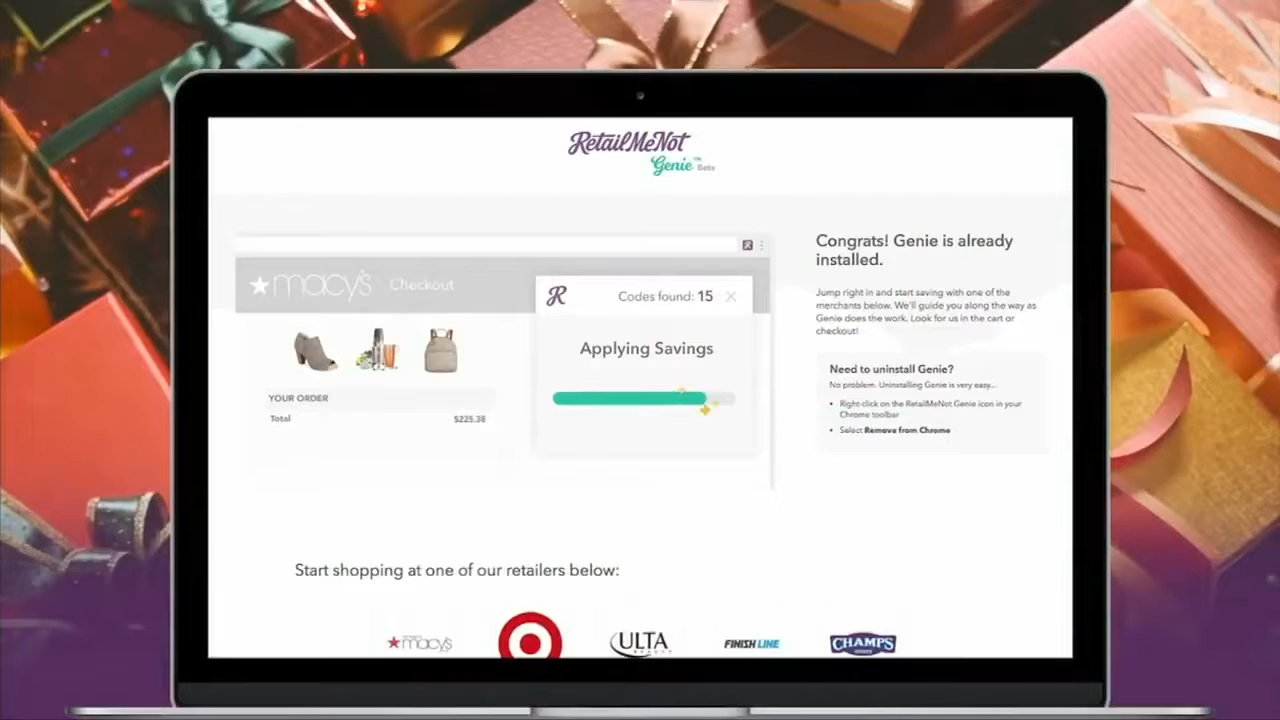 RetailMeNot
Genie™ Beta
R
macy's Checkout
R Codes found: 15
Applying Savings
YOUR ORDER
Total $225.38
Congrats! Genie is already
installed.
Jump right in and start saving with one of the
merchants below. We'll guide you along the way as
Genie does the work. Look for us in the cart or
checkout!
Need to uninstall Genie?
No problem. Uninstalling Genie is very easy...
• Right-click on the RetailMeNot Genie icon in your
Chrome toolbar
• Select Remove from Chrome
Start shopping at one of our retailers below:
macy's
ULTA
BEAUTY
FINISH LINE
CHAMPS